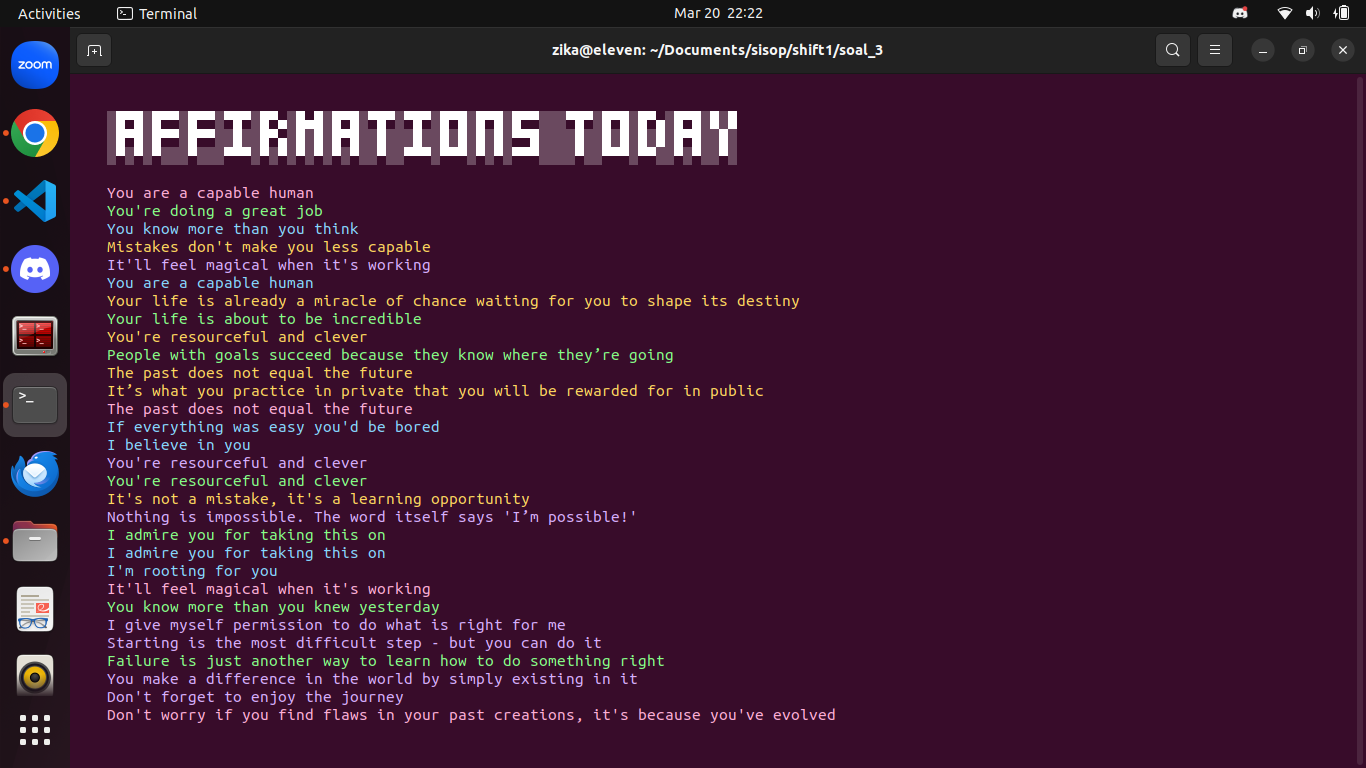 Activities
Terminal
Mar 20 22:22
zika@eleven: ~/Documents/sisop/shift1/soal_3
zoom
AFFIRMATIONS TODAY
You are a capable human
You're doing a great job
You know more than you think
Mistakes don't make you less capable
It'll feel magical when it's working
You are a capable human
Your life is already a miracle of chance waiting for you to shape its destiny
Your life is about to be incredible
You're resourceful and clever
People with goals succeed because they know where they’re going
The past does not equal the future
It’s what you practice in private that you will be rewarded for in public
The past does not equal the future
If everything was easy you'd be bored
I believe in you
You're resourceful and clever
You're resourceful and clever
It's not a mistake, it's a learning opportunity
Nothing is impossible. The word itself says 'I’m possible!'
I admire you for taking this on
I admire you for taking this on
I'm rooting for you
It'll feel magical when it's working
You know more than you knew yesterday
I give myself permission to do what is right for me
Starting is the most difficult step - but you can do it
Failure is just another way to learn how to do something right
You make a difference in the world by simply existing in it
Don't forget to enjoy the journey
Don't worry if you find flaws in your past creations, it's because you've evolved